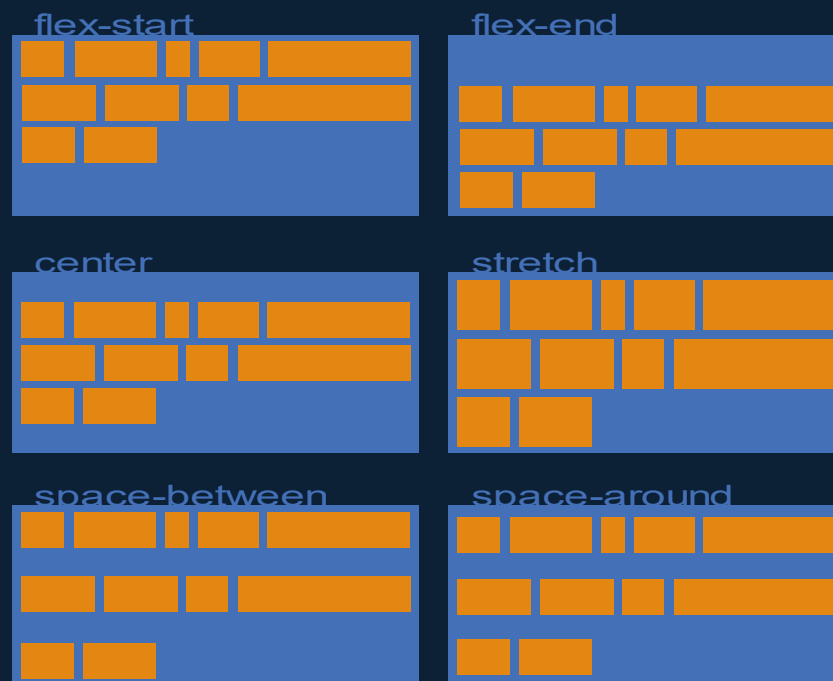 flex-start
flex-end
center
stretch
space-between
space-around